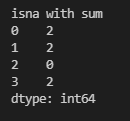 isna with sum
0    2
1    2
2    0
3    2
dtype: int64